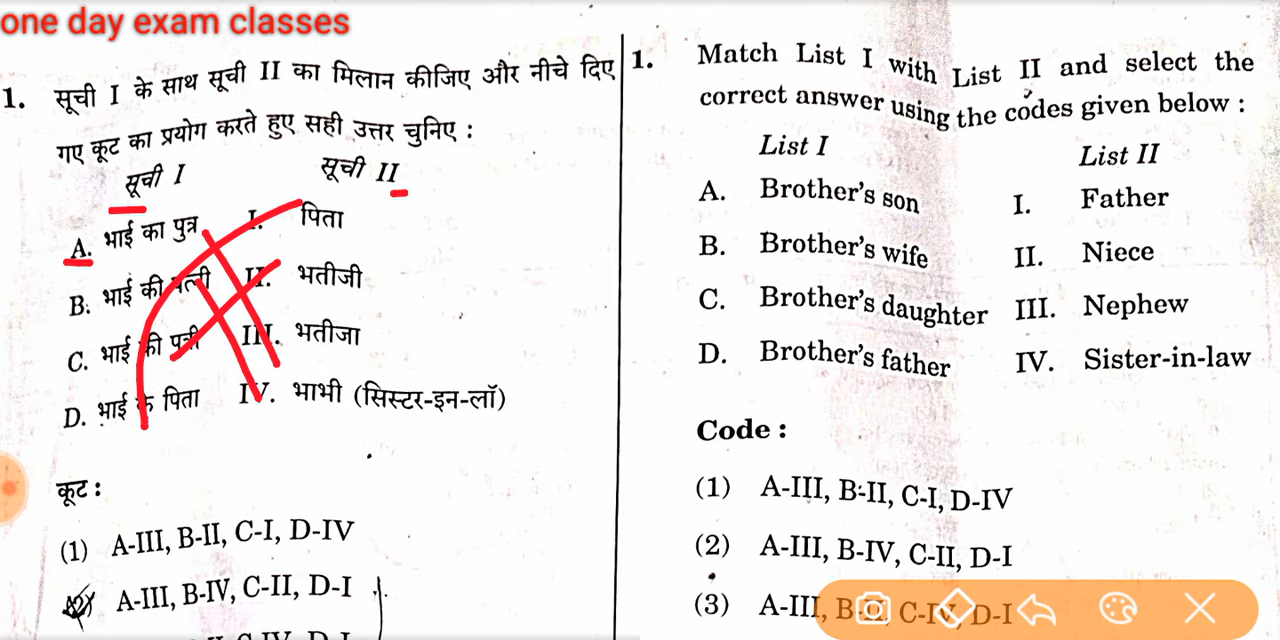 one day exam classes
1. सूची I के साथ सूची II का मिलान कीजिए और नीचे दिए
गए कूट का प्रयोग करते हुए सही उत्तर चुनिए :
सूची I सूची II
A. भाई का पुत्र I. पिता
B. भाई की पत्नी II. भतीजी
C. भाई की पुत्री III. भतीजा
D. भाई के पिता IV. भाभी (सिस्टर-इन-लॉ)
कूट :
(1) A-III, B-II, C-I, D-IV
A-III, B-IV, C-II, D-I
1. Match List I with List II and select the
correct answer using the codes given below :
List I List II
A. Brother's son I. Father
B. Brother's wife II. Niece
C. Brother's daughter III. Nephew
D. Brother's father IV. Sister-in-law
Code :
(1) A-III, B-II, C-I, D-IV
(2) A-III, B-IV, C-II, D-I
(3) A-III, C-IV, D-I